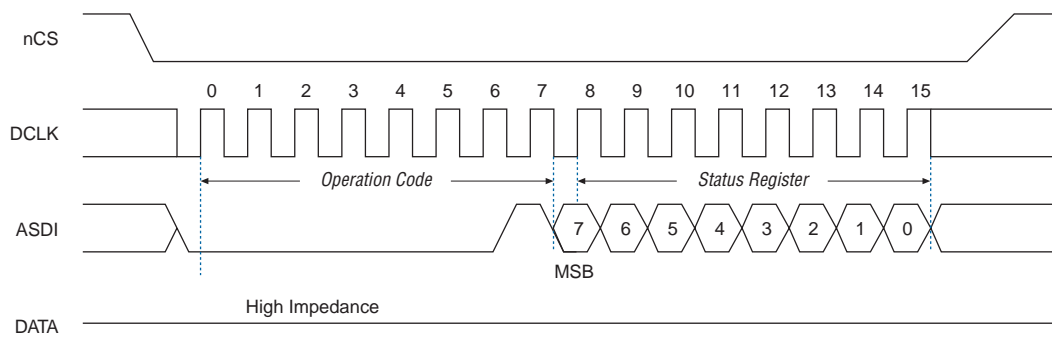 nCS
0 1 2 3 4 5 6 7 8 9 10 11 12 13 14 15
DCLK
Operation Code Status Register
ASDI 7 6 5 4 3 2 1 0
MSB
High Impedance
DATA